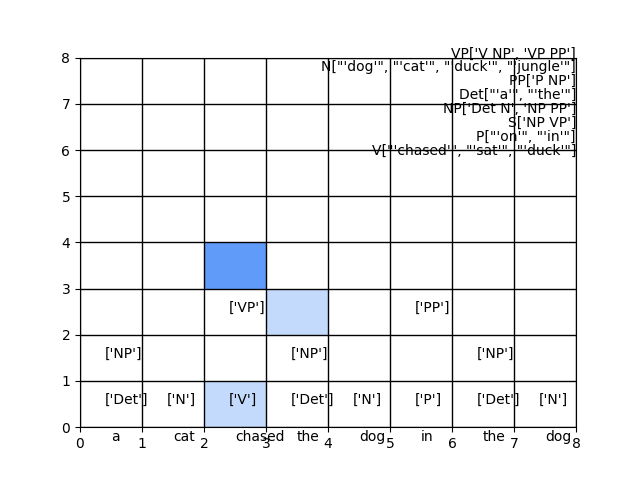 VP['V NP', 'VP PP']
8
N["'dog'", "'cat'", "'duck'", "'jungle'"]
PP['P NP']
Det["'a'", "'the'"]
7
NP['Det N', 'NP PP']
S['NP VP']
P["'on'", "'in'"]
6
V["'chased'", "'sat'", "'duck'"]
5
4
3
['VP'] ['PP']
2
['NP'] ['NP'] ['NP']
1
['Det'] ['N'] ['V'] ['Det'] ['N'] ['P'] ['Det'] ['N']
0
a cat chased the dog in the dog
0 1 2 3 4 5 6 7 8